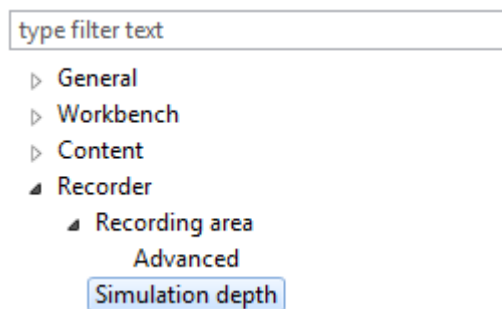 type filter text
General
Workbench
Content
Recorder
Recording area
Advanced
Simulation depth